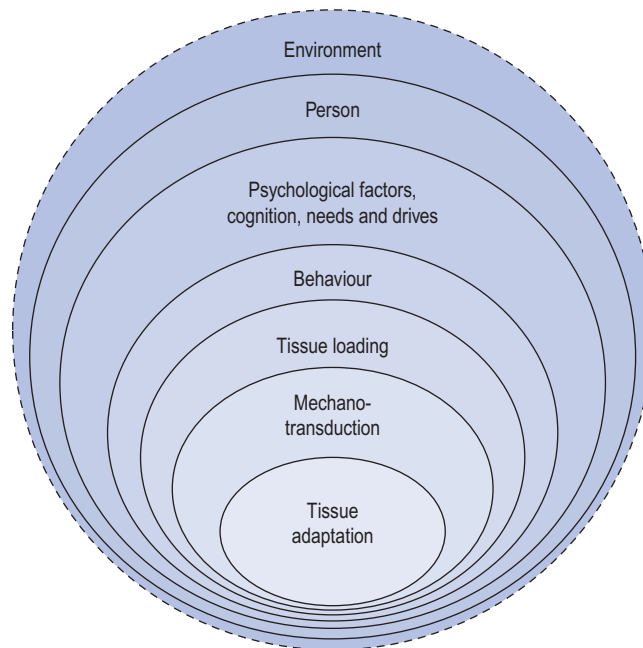 Environment
Person
Psychological factors,
cognition, needs and drives
Behaviour
Tissue loading
Mechano-
transduction
Tissue
adaptation